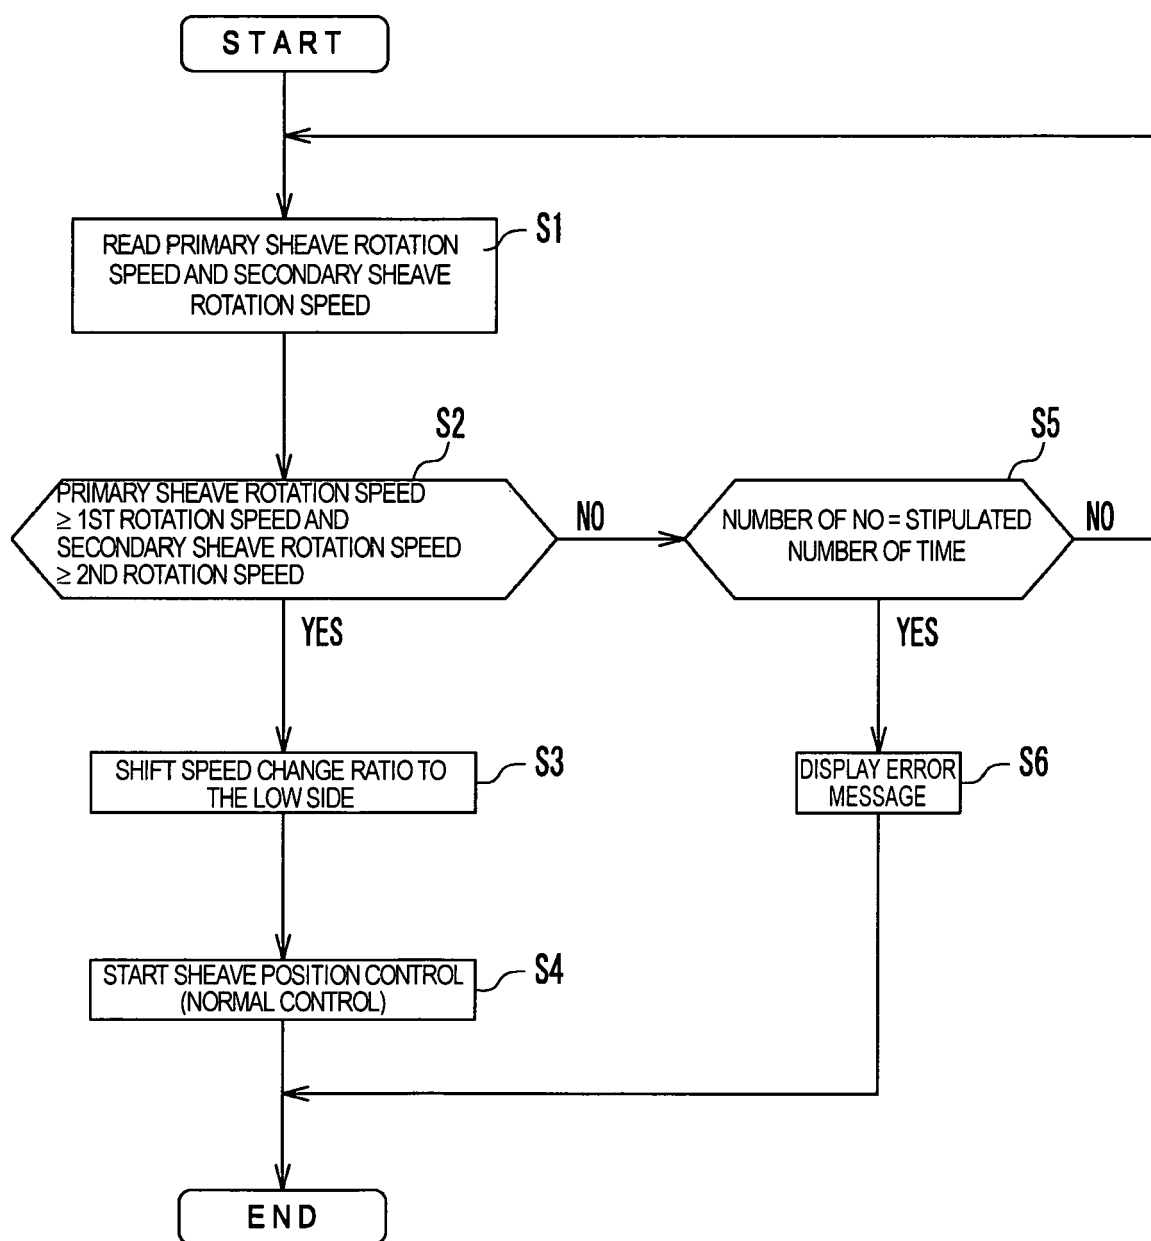 START
READ PRIMARY SHEAVE ROTATION
SPEED AND SECONDARY SHEAVE
ROTATION SPEED
S1
S2
PRIMARY SHEAVE ROTATION SPEED
≥ 1ST ROTATION SPEED AND
SECONDARY SHEAVE ROTATION SPEED
≥ 2ND ROTATION SPEED
NO
YES
S5
NUMBER OF NO = STIPULATED
NUMBER OF TIME
NO
YES
SHIFT SPEED CHANGE RATIO TO
THE LOW SIDE
S3
DISPLAY ERROR
MESSAGE
S6
START SHEAVE POSITION CONTROL
(NORMAL CONTROL)
S4
END